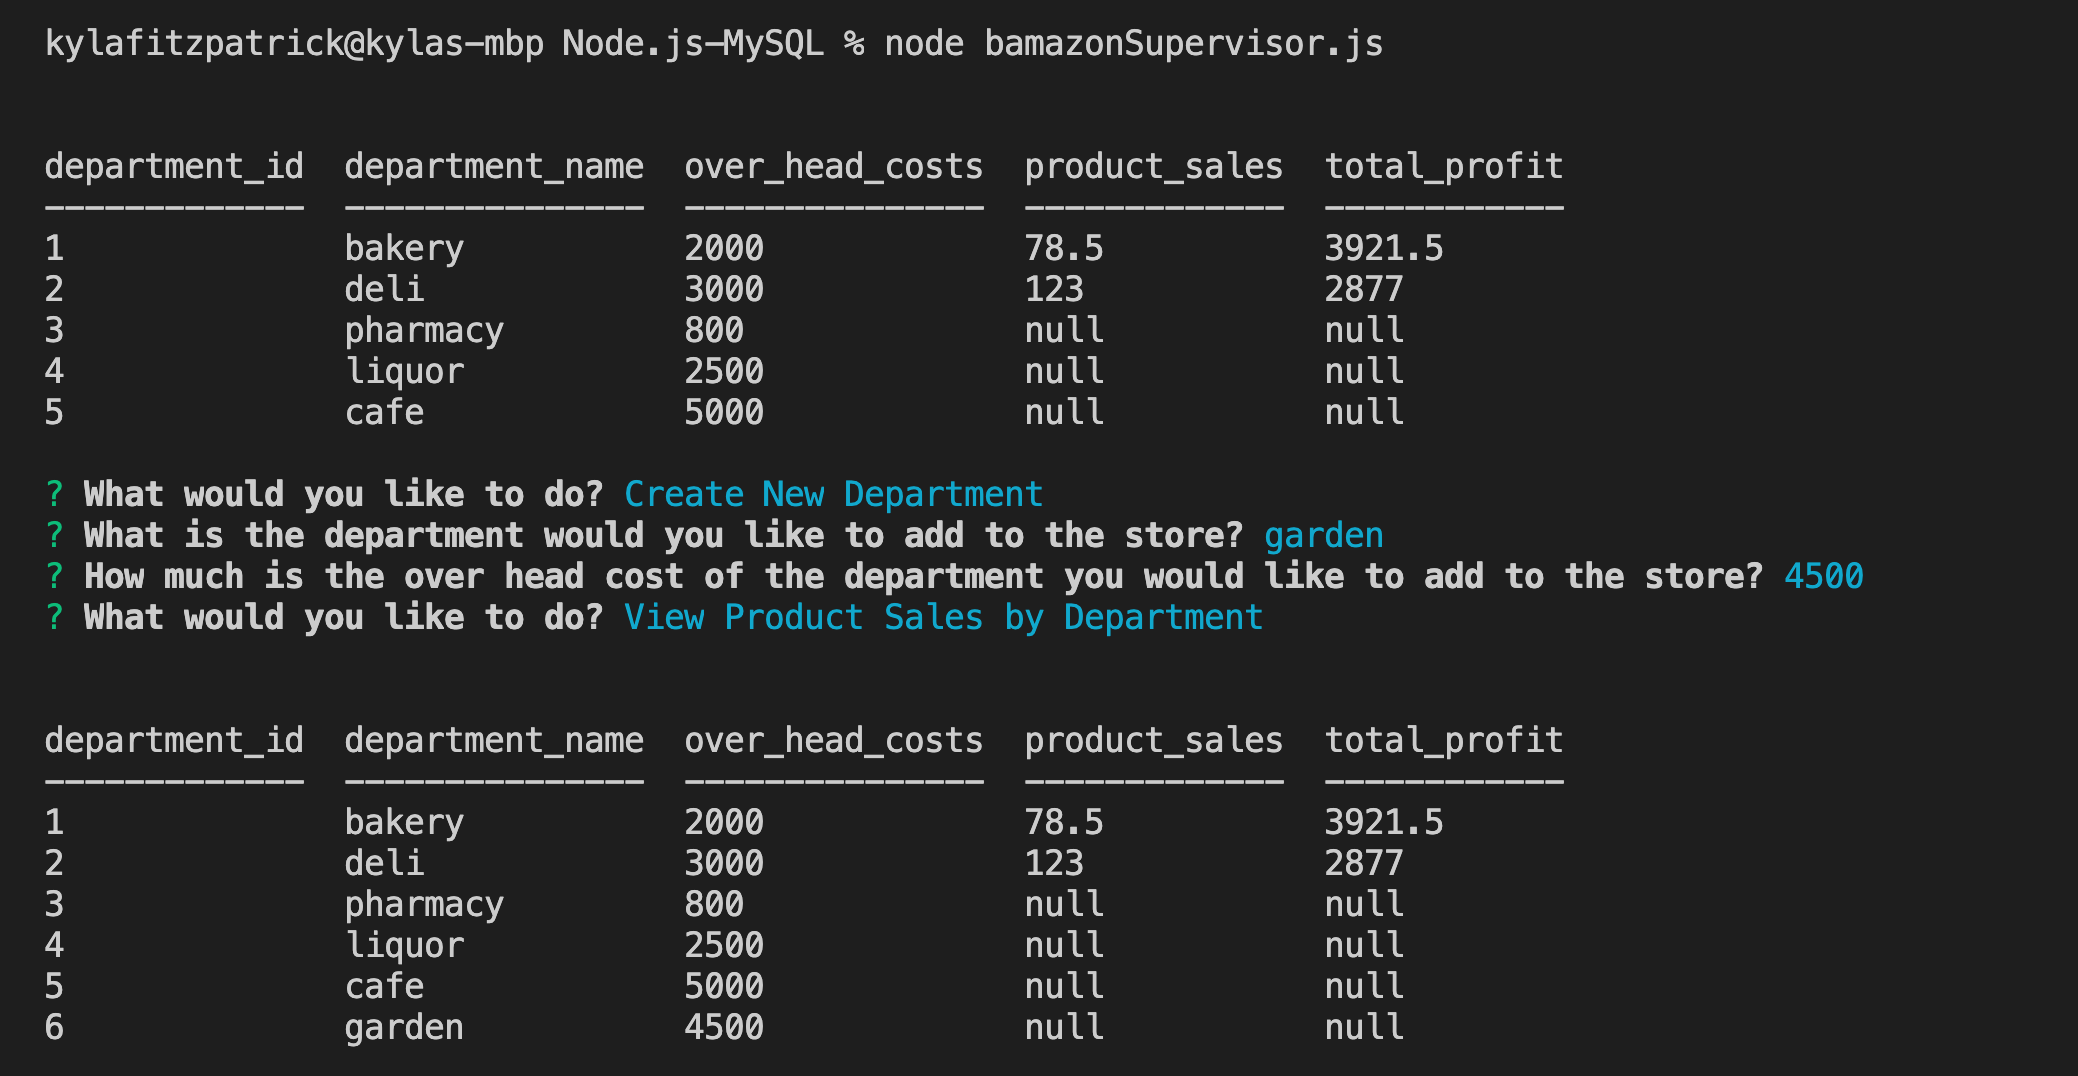 kylafitzpatrick@kylas-mbp Node.js-MySQL % node bamazonSupervisor.js
department_id  department_name  over_head_costs  product_sales  total_profit
-------------  ---------------  ---------------  -------------  ------------
1              bakery           2000             78.5           3921.5
2              deli             3000             123            2877
3              pharmacy         800              null           null
4              liquor           2500             null           null
5              cafe             5000             null           null
? What would you like to do? Create New Department
? What is the department would you like to add to the store? garden
? How much is the over head cost of the department you would like to add to the store? 4500
? What would you like to do? View Product Sales by Department
department_id  department_name  over_head_costs  product_sales  total_profit
-------------  ---------------  ---------------  -------------  ------------
1              bakery           2000             78.5           3921.5
2              deli             3000             123            2877
3              pharmacy         800              null           null
4              liquor           2500             null           null
5              cafe             5000             null           null
6              garden           4500             null           null